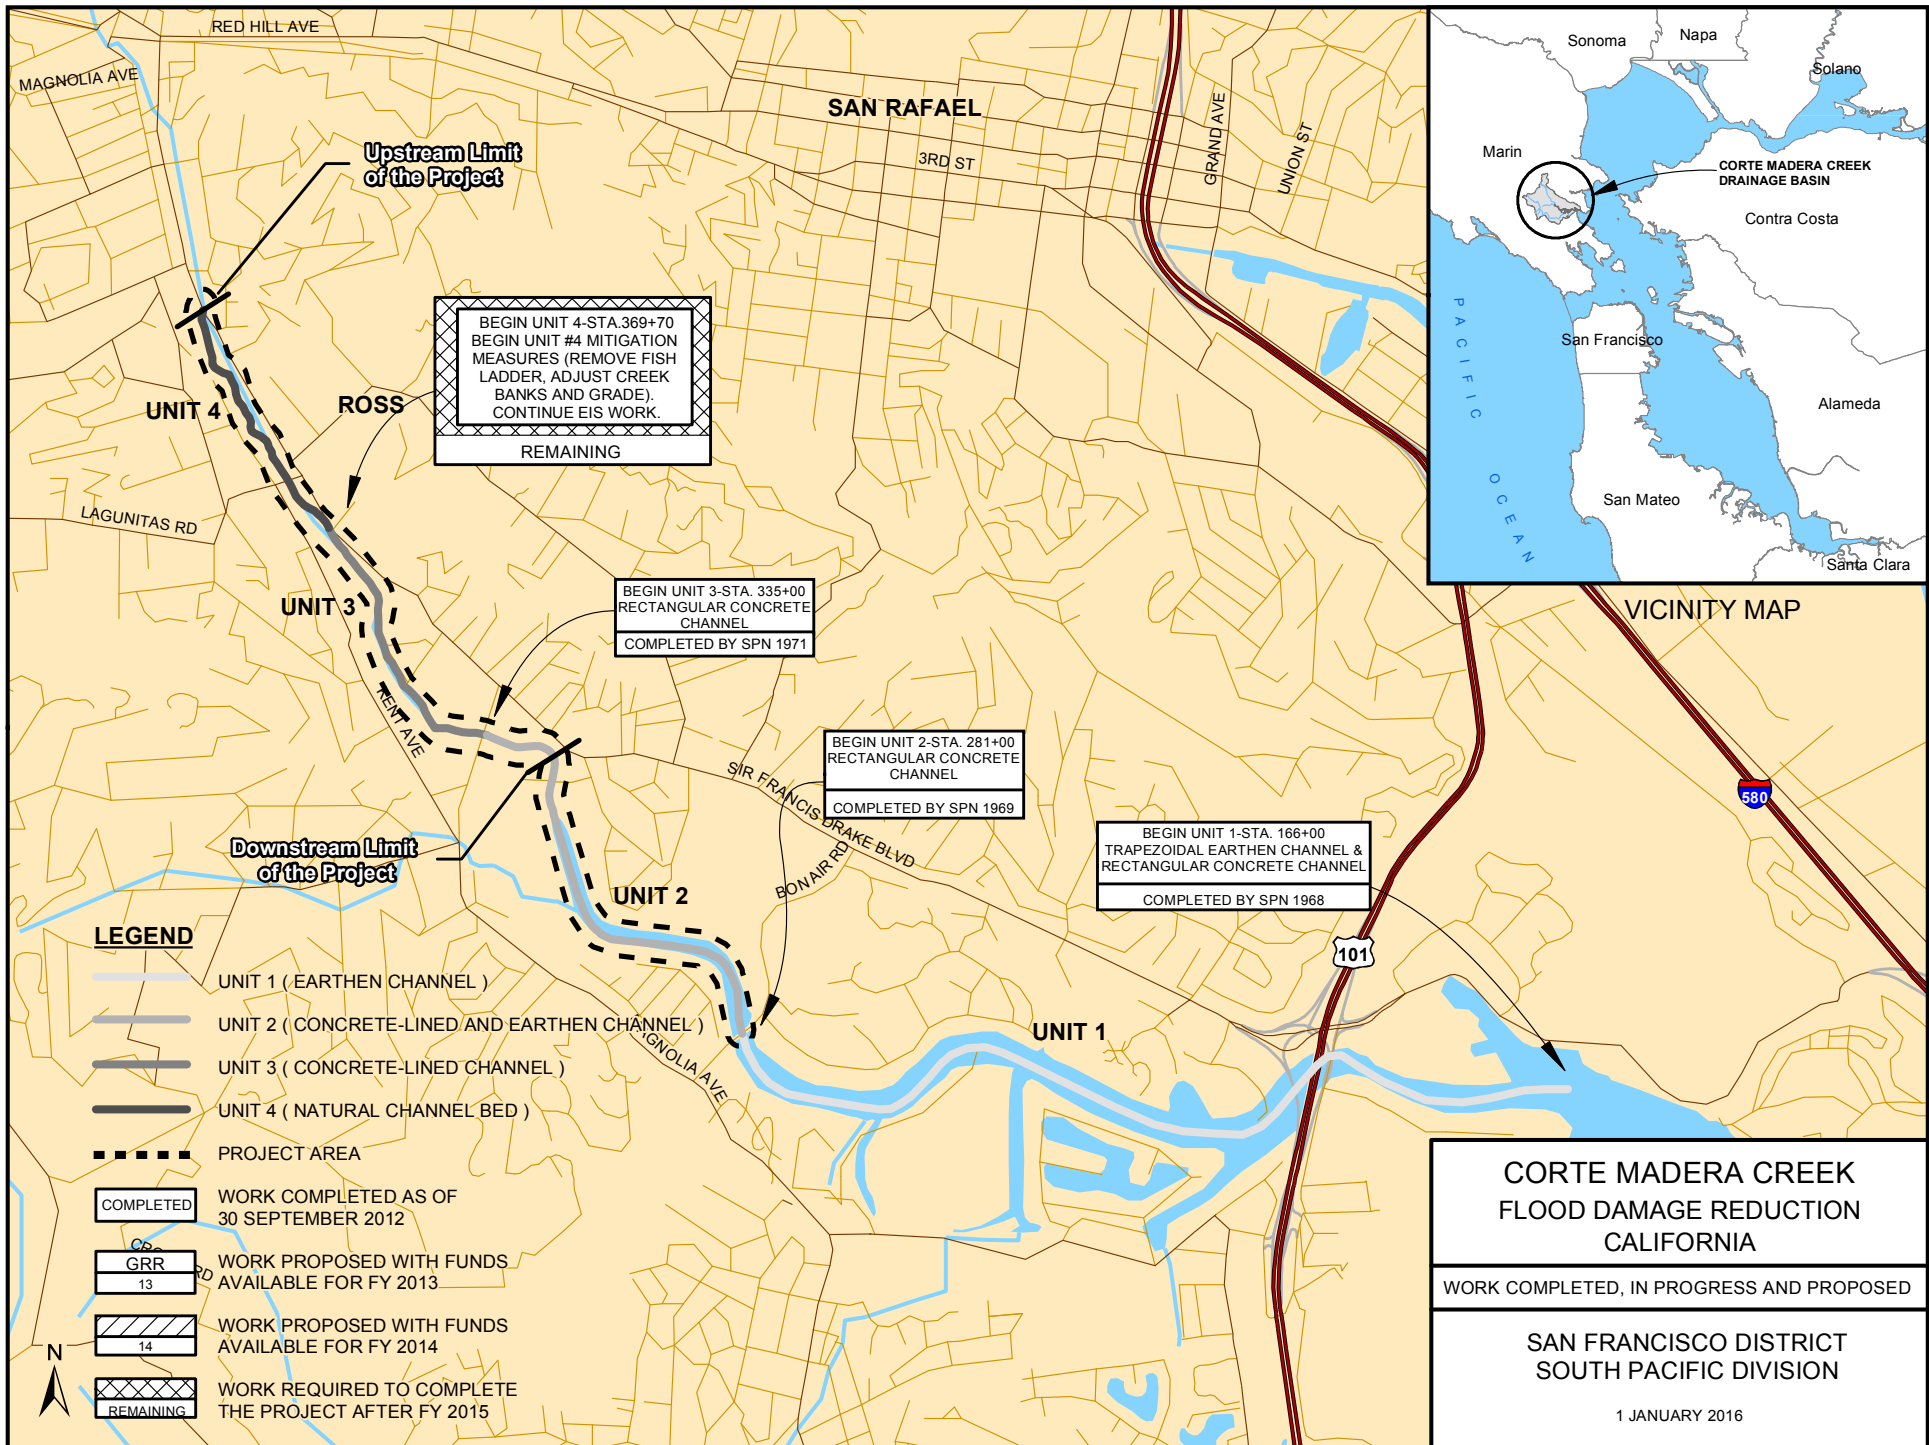 RED HILL AVE
MAGNOLIA AVE
SAN RAFAEL
3RD ST
GRAND AVE
UNION ST
Upstream Limit
of the Project
BEGIN UNIT 4-STA.369+70
BEGIN UNIT #4 MITIGATION
MEASURES (REMOVE FISH
LADDER, ADJUST CREEK
BANKS AND GRADE).
CONTINUE EIS WORK.
REMAINING
UNIT 4
ROSS
LAGUNITAS RD
UNIT 3
BEGIN UNIT 3-STA. 335+00
RECTANGULAR CONCRETE
CHANNEL
COMPLETED BY SPN 1971
KENT AVE
BEGIN UNIT 2-STA. 281+00
RECTANGULAR CONCRETE
CHANNEL
COMPLETED BY SPN 1969
SIR FRANCIS DRAKE BLVD
BON AIR RD
Downstream Limit
of the Project
UNIT 2
BEGIN UNIT 1-STA. 166+00
TRAPEZOIDAL EARTHEN CHANNEL &
RECTANGULAR CONCRETE CHANNEL
COMPLETED BY SPN 1968
101
580
UNIT 1
AGNOLIA AVE
Sonoma
Napa
Solano
Marin
CORTE MADERA CREEK
DRAINAGE BASIN
Contra Costa
PACIFIC OCEAN
San Francisco
Alameda
San Mateo
Santa Clara
VICINITY MAP
LEGEND
UNIT 1 ( EARTHEN CHANNEL )
UNIT 2 ( CONCRETE-LINED AND EARTHEN CHANNEL )
UNIT 3 ( CONCRETE-LINED CHANNEL )
UNIT 4 ( NATURAL CHANNEL BED )
PROJECT AREA
COMPLETED
WORK COMPLETED AS OF
30 SEPTEMBER 2012
GRR
13
WORK PROPOSED WITH FUNDS
AVAILABLE FOR FY 2013
14
WORK PROPOSED WITH FUNDS
AVAILABLE FOR FY 2014
REMAINING
WORK REQUIRED TO COMPLETE
THE PROJECT AFTER FY 2015
N
CORTE MADERA CREEK
FLOOD DAMAGE REDUCTION
CALIFORNIA
WORK COMPLETED, IN PROGRESS AND PROPOSED
SAN FRANCISCO DISTRICT
SOUTH PACIFIC DIVISION
1 JANUARY 2016